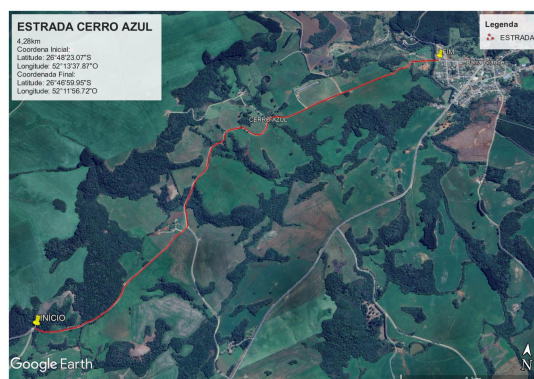 ESTRADA CERRO AZUL
4,28km
Coordena Inicial:
Latitude: 26°48'23.07"S
Longitude: 52°13'37.87"O
Coordenada Final:
Latitude: 26°46'59.95"S
Longitude: 52°11'56.72"O
Legenda
ESTRADA
FIM
CERRO AZUL
INÍCIO
Google Earth
N